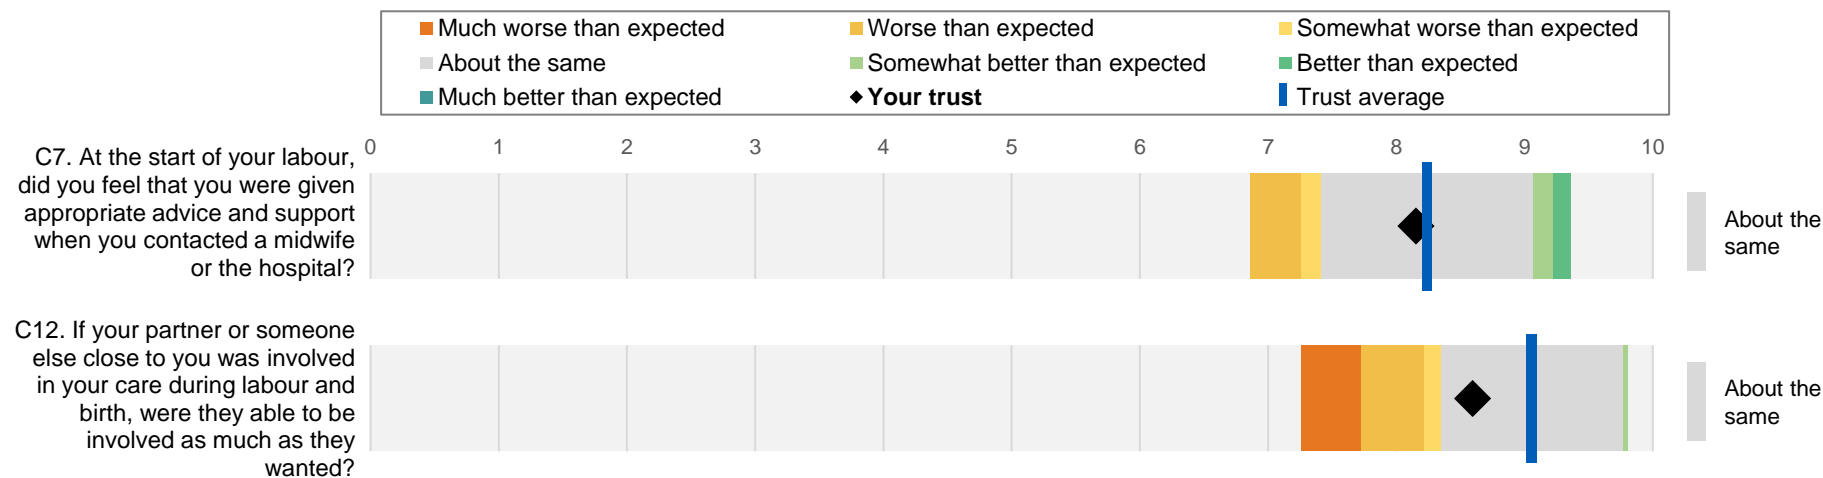 Much worse than expected
Worse than expected
Somewhat worse than expected
About the same
Somewhat better than expected
Better than expected
Much better than expected
Your trust
Trust average
0 1 2 3 4 5 6 7 8 9 10
C7. At the start of your labour,
did you feel that you were given
appropriate advice and support
when you contacted a midwife
or the hospital?
About the
same
C12. If your partner or someone
else close to you was involved
in your care during labour and
birth, were they able to be
involved as much as they
wanted?
About the
same